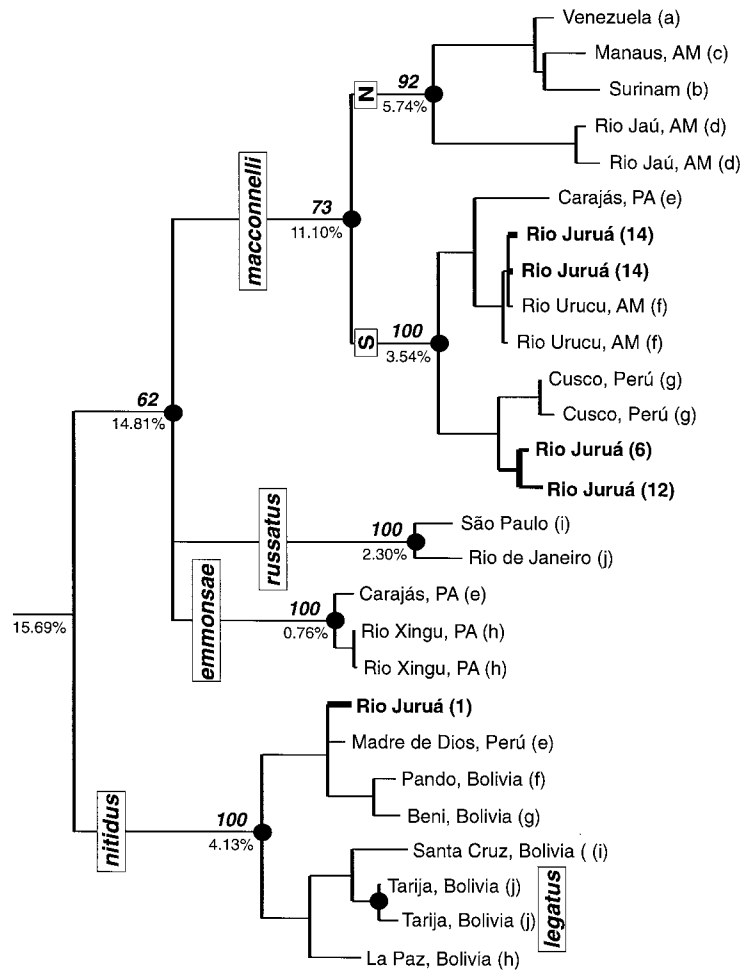 Venezuela (a)
Manaus, AM (c)
Surinam (b)
Rio Jaú, AM (d)
Rio Jaú, AM (d)
N
92
5.74%
macconnelli
73
11.10%
Carajás, PA (e)
Rio Juruá (14)
Rio Juruá (14)
Rio Urucu, AM (f)
Rio Urucu, AM (f)
S
100
3.54%
Cusco, Perú (g)
Cusco, Perú (g)
Rio Juruá (6)
Rio Juruá (12)
62
14.81%
russatus
100
2.30%
São Paulo (i)
Rio de Janeiro (j)
emmonsae
100
0.76%
Carajás, PA (e)
Rio Xingu, PA (h)
Rio Xingu, PA (h)
15.69%
Rio Juruá (1)
Madre de Dios, Perú (e)
Pando, Bolivia (f)
Beni, Bolivia (g)
nitidus
100
4.13%
Santa Cruz, Bolivia ( (i)
Tarija, Bolivia (j)
Tarija, Bolivia (j)
legatus
La Paz, Bolivia (h)